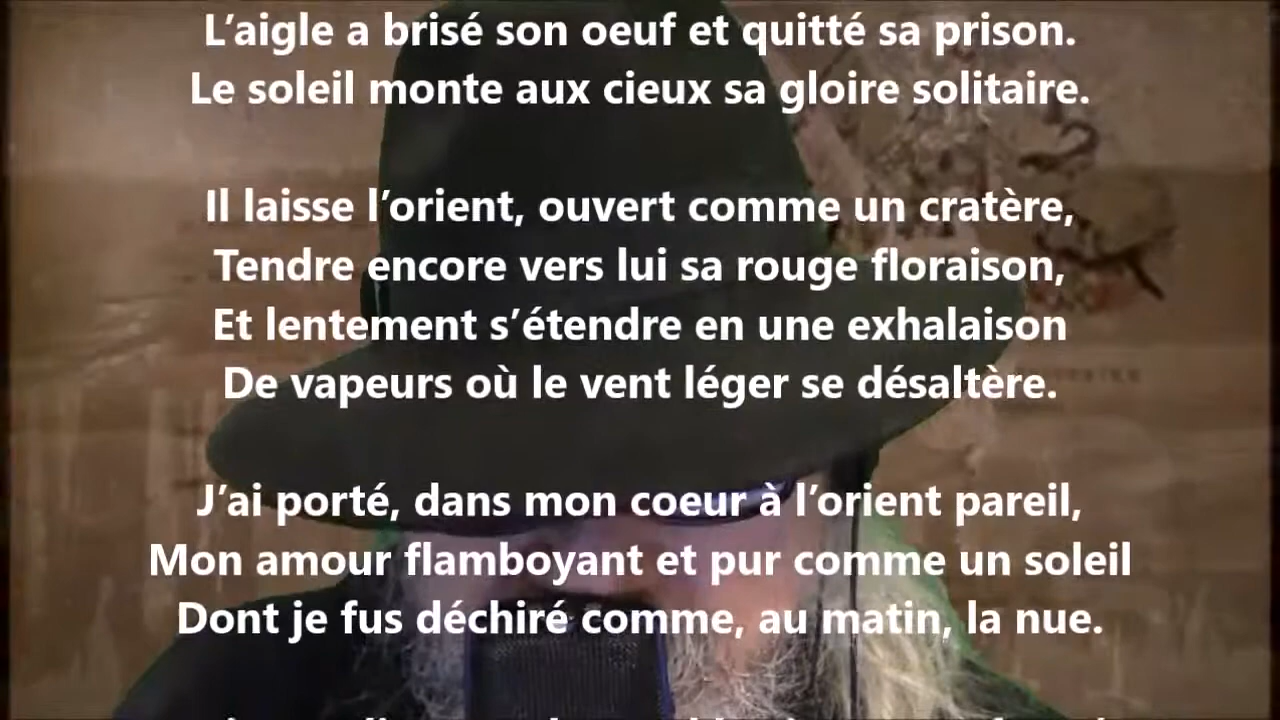 L’aigle a brisé son oeuf et quitté sa prison.
Le soleil monte aux cieux sa gloire solitaire.
Il laisse l’orient, ouvert comme un cratère,
Tendre encore vers lui sa rouge floraison,
Et lentement s’étendre en une exhalaison
De vapeurs où le vent léger se désaltère.
J’ai porté, dans mon coeur à l’orient pareil,
Mon amour flamboyant et pur comme un soleil
Dont je fus déchiré comme, au matin, la nue.